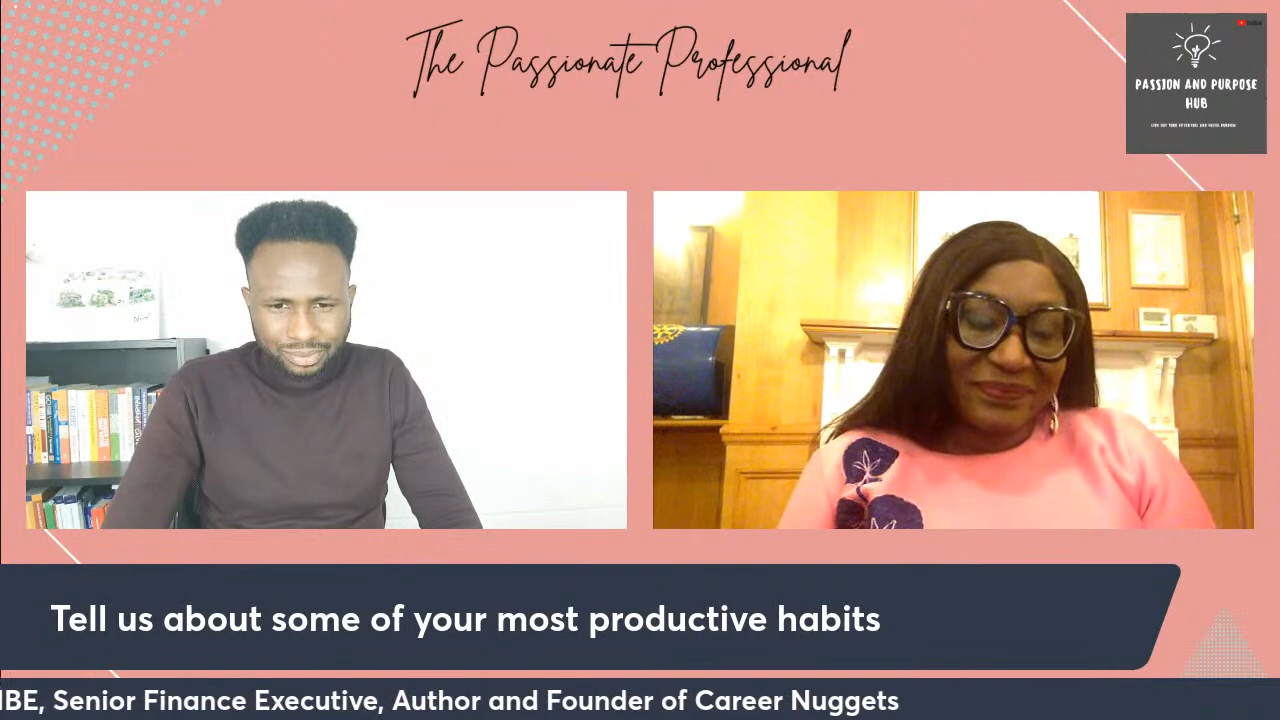 The Passionate Professional
PASSION AND PURPOSE
HUB
Tell us about some of your most productive habits
MBE, Senior Finance Executive, Author and Founder of Career Nuggets